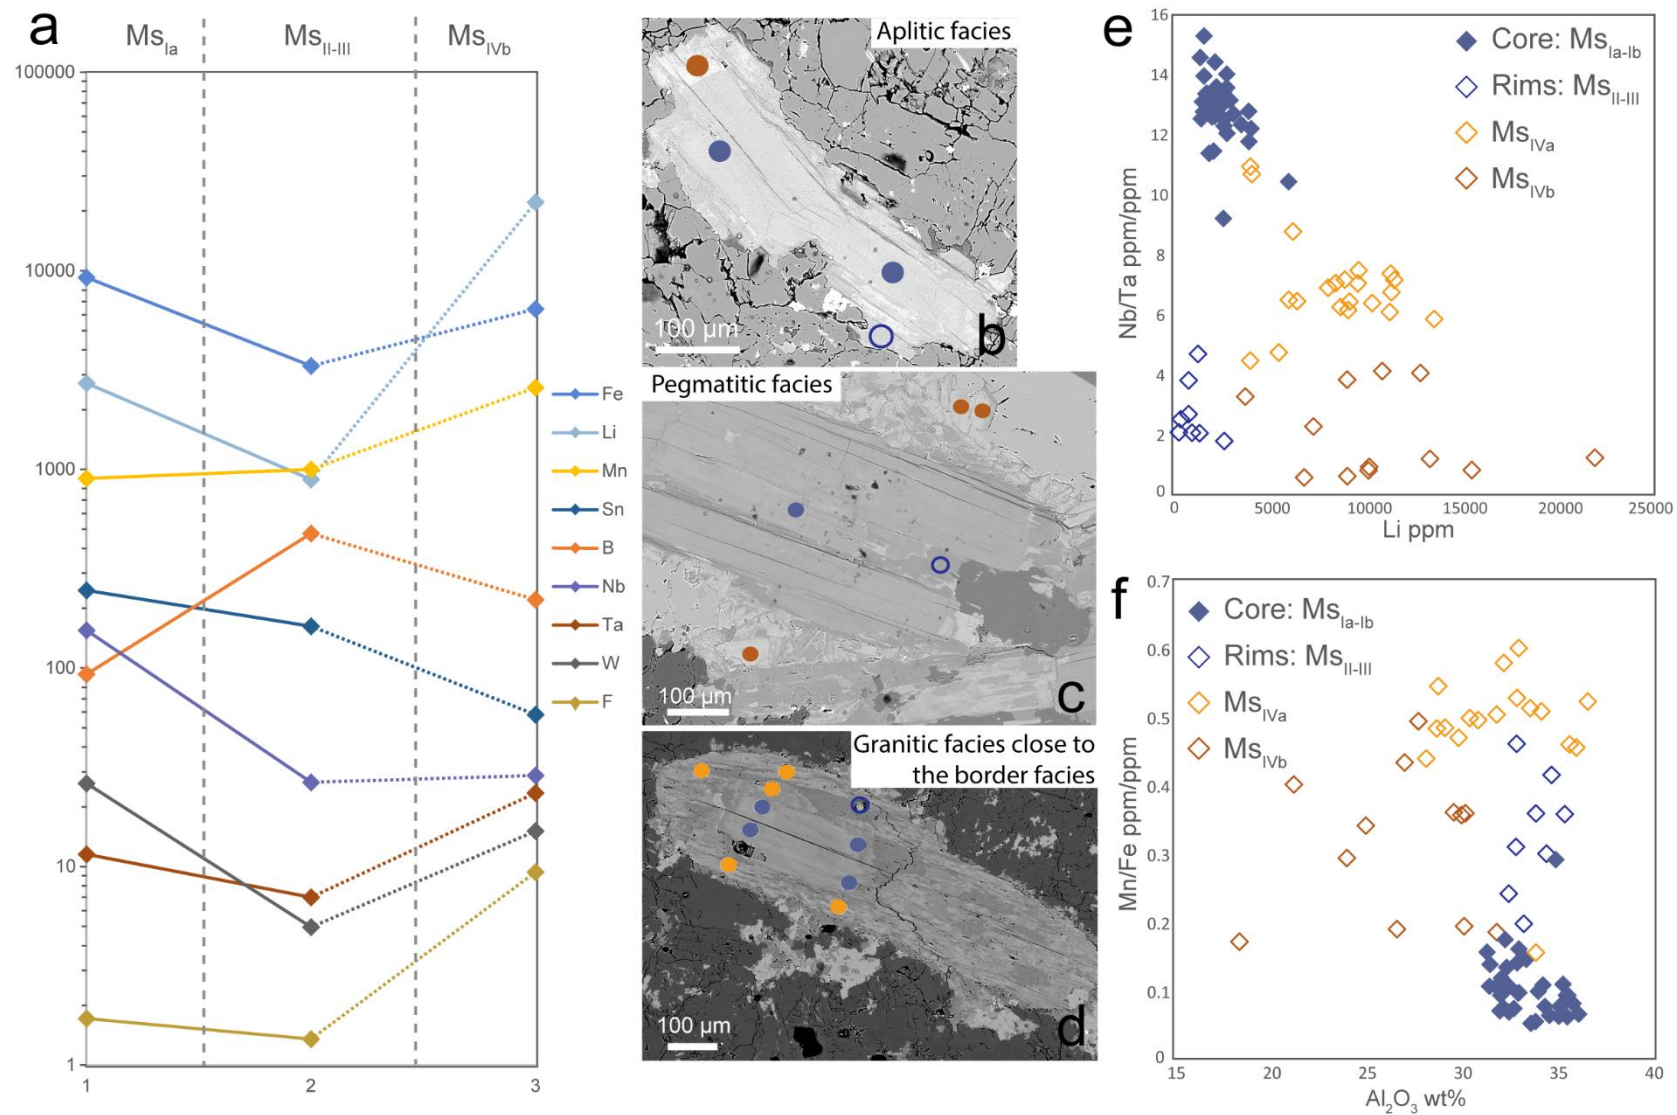 a
Ms_Ia
Ms_II-III
Ms_IVb
100000
10000
1000
100
10
1
1 2 3
Fe
Li
Mn
Sn
B
Nb
Ta
W
F
Aplitic facies
100 µm
b
Pegmatitic facies
100 µm
c
Granitic facies close to
the border facies
100 µm
d
e
16
14
12
10
8
6
4
2
0
Nb/Ta ppm/ppm
Core: Ms_Ia-Ib
Rims: Ms_II-III
Ms_IVa
Ms_IVb
0 5000 10000 15000 20000 25000
Li ppm
f
0.7
0.6
0.5
0.4
0.3
0.2
0.1
0
Mn/Fe ppm/ppm
Core: Ms_Ia-Ib
Rims: Ms_II-III
Ms_IVa
Ms_IVb
15 20 25 30 35 40
Al₂O₃ wt%